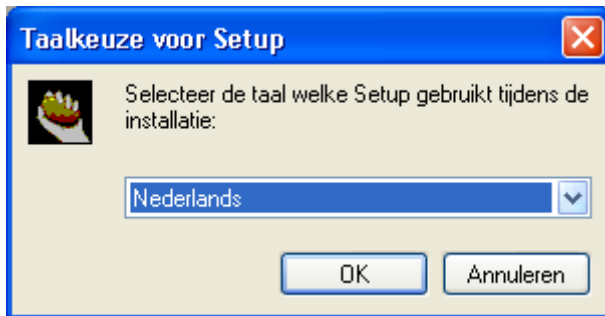 Taalkeuze voor Setup
Selecteer de taal welke Setup gebruikt tijdens de
installatie:
Nederlands
OK
Annuleren